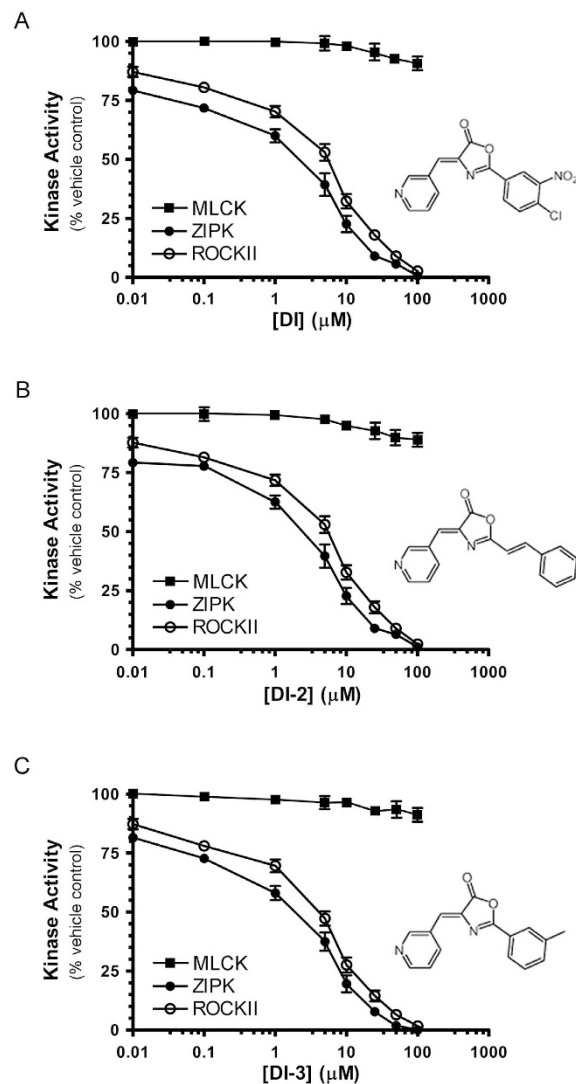 A
Kinase Activity
(% vehicle control)
100
75
50
25
0
MLCK
ZIPK
ROCKII
0.01 0.1 1 10 100 1000
[DI] (μM)
O
O
N
N
NO2
Cl
B
Kinase Activity
(% vehicle control)
100
75
50
25
0
MLCK
ZIPK
ROCKII
0.01 0.1 1 10 100 1000
[DI-2] (μM)
O
O
N
N
C
Kinase Activity
(% vehicle control)
100
75
50
25
0
MLCK
ZIPK
ROCKII
0.01 0.1 1 10 100 1000
[DI-3] (μM)
O
O
N
N